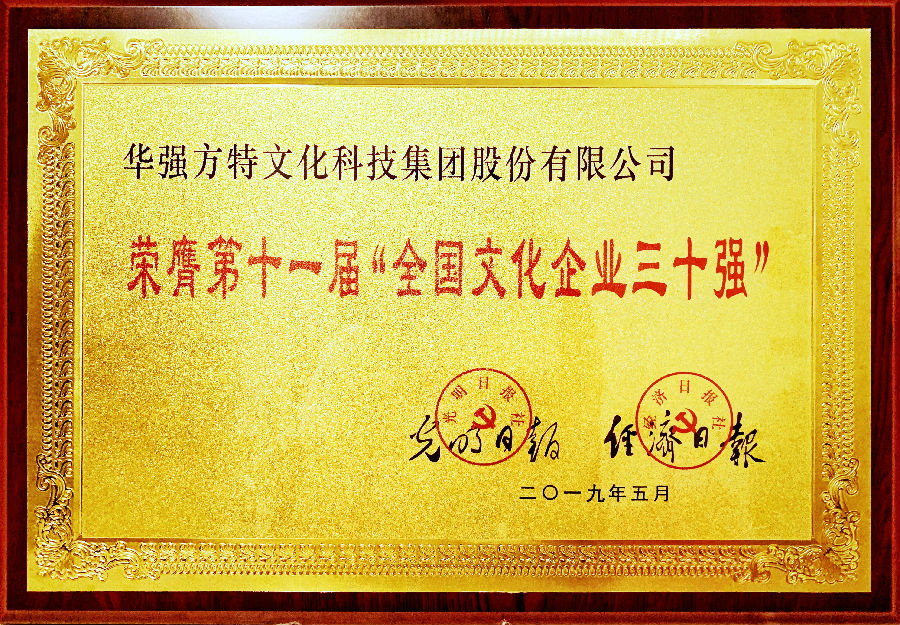 华强方特文化科技集团股份有限公司
荣膺第十一届“全国文化企业三十强”
光明日报社
经济日报社
光明日報
经濟日報
二〇一九年五月